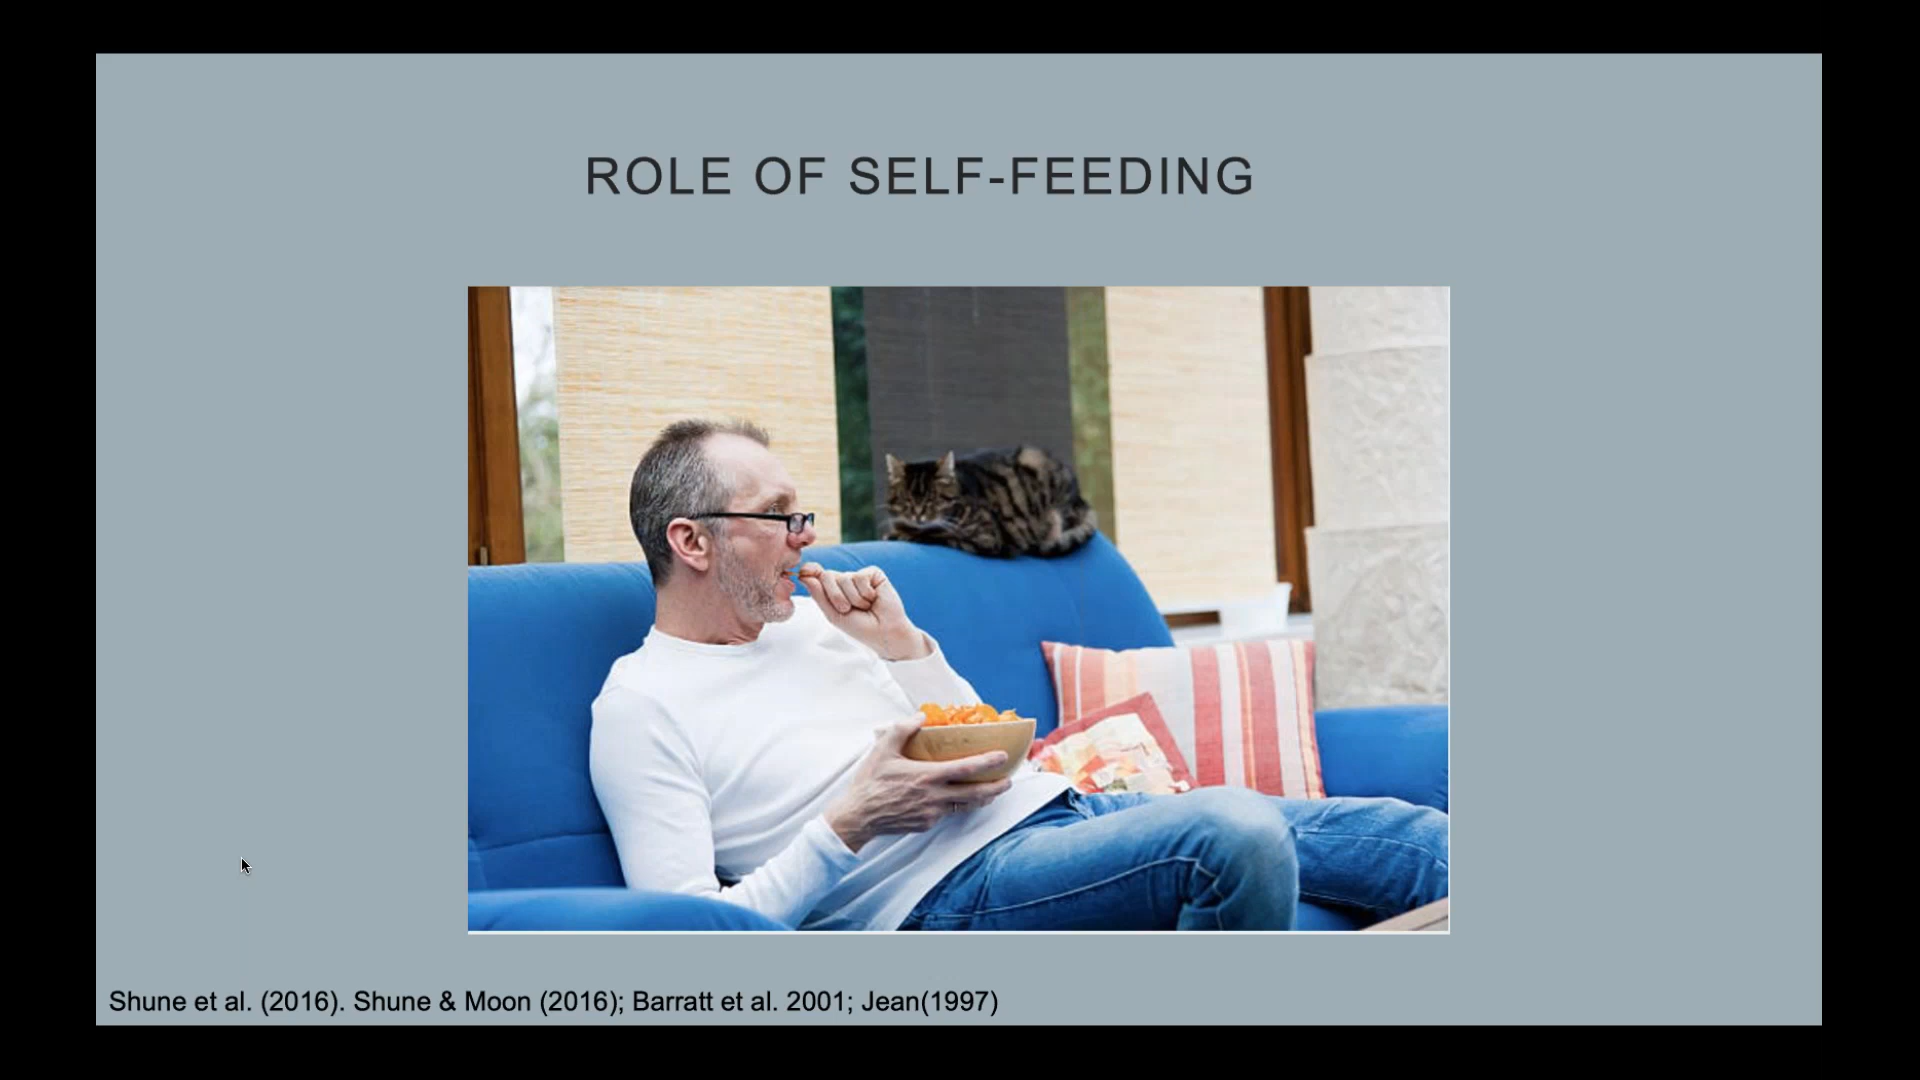 ROLE OF SELF-FEEDING
Shune et al. (2016). Shune & Moon (2016); Barratt et al. 2001; Jean(1997)